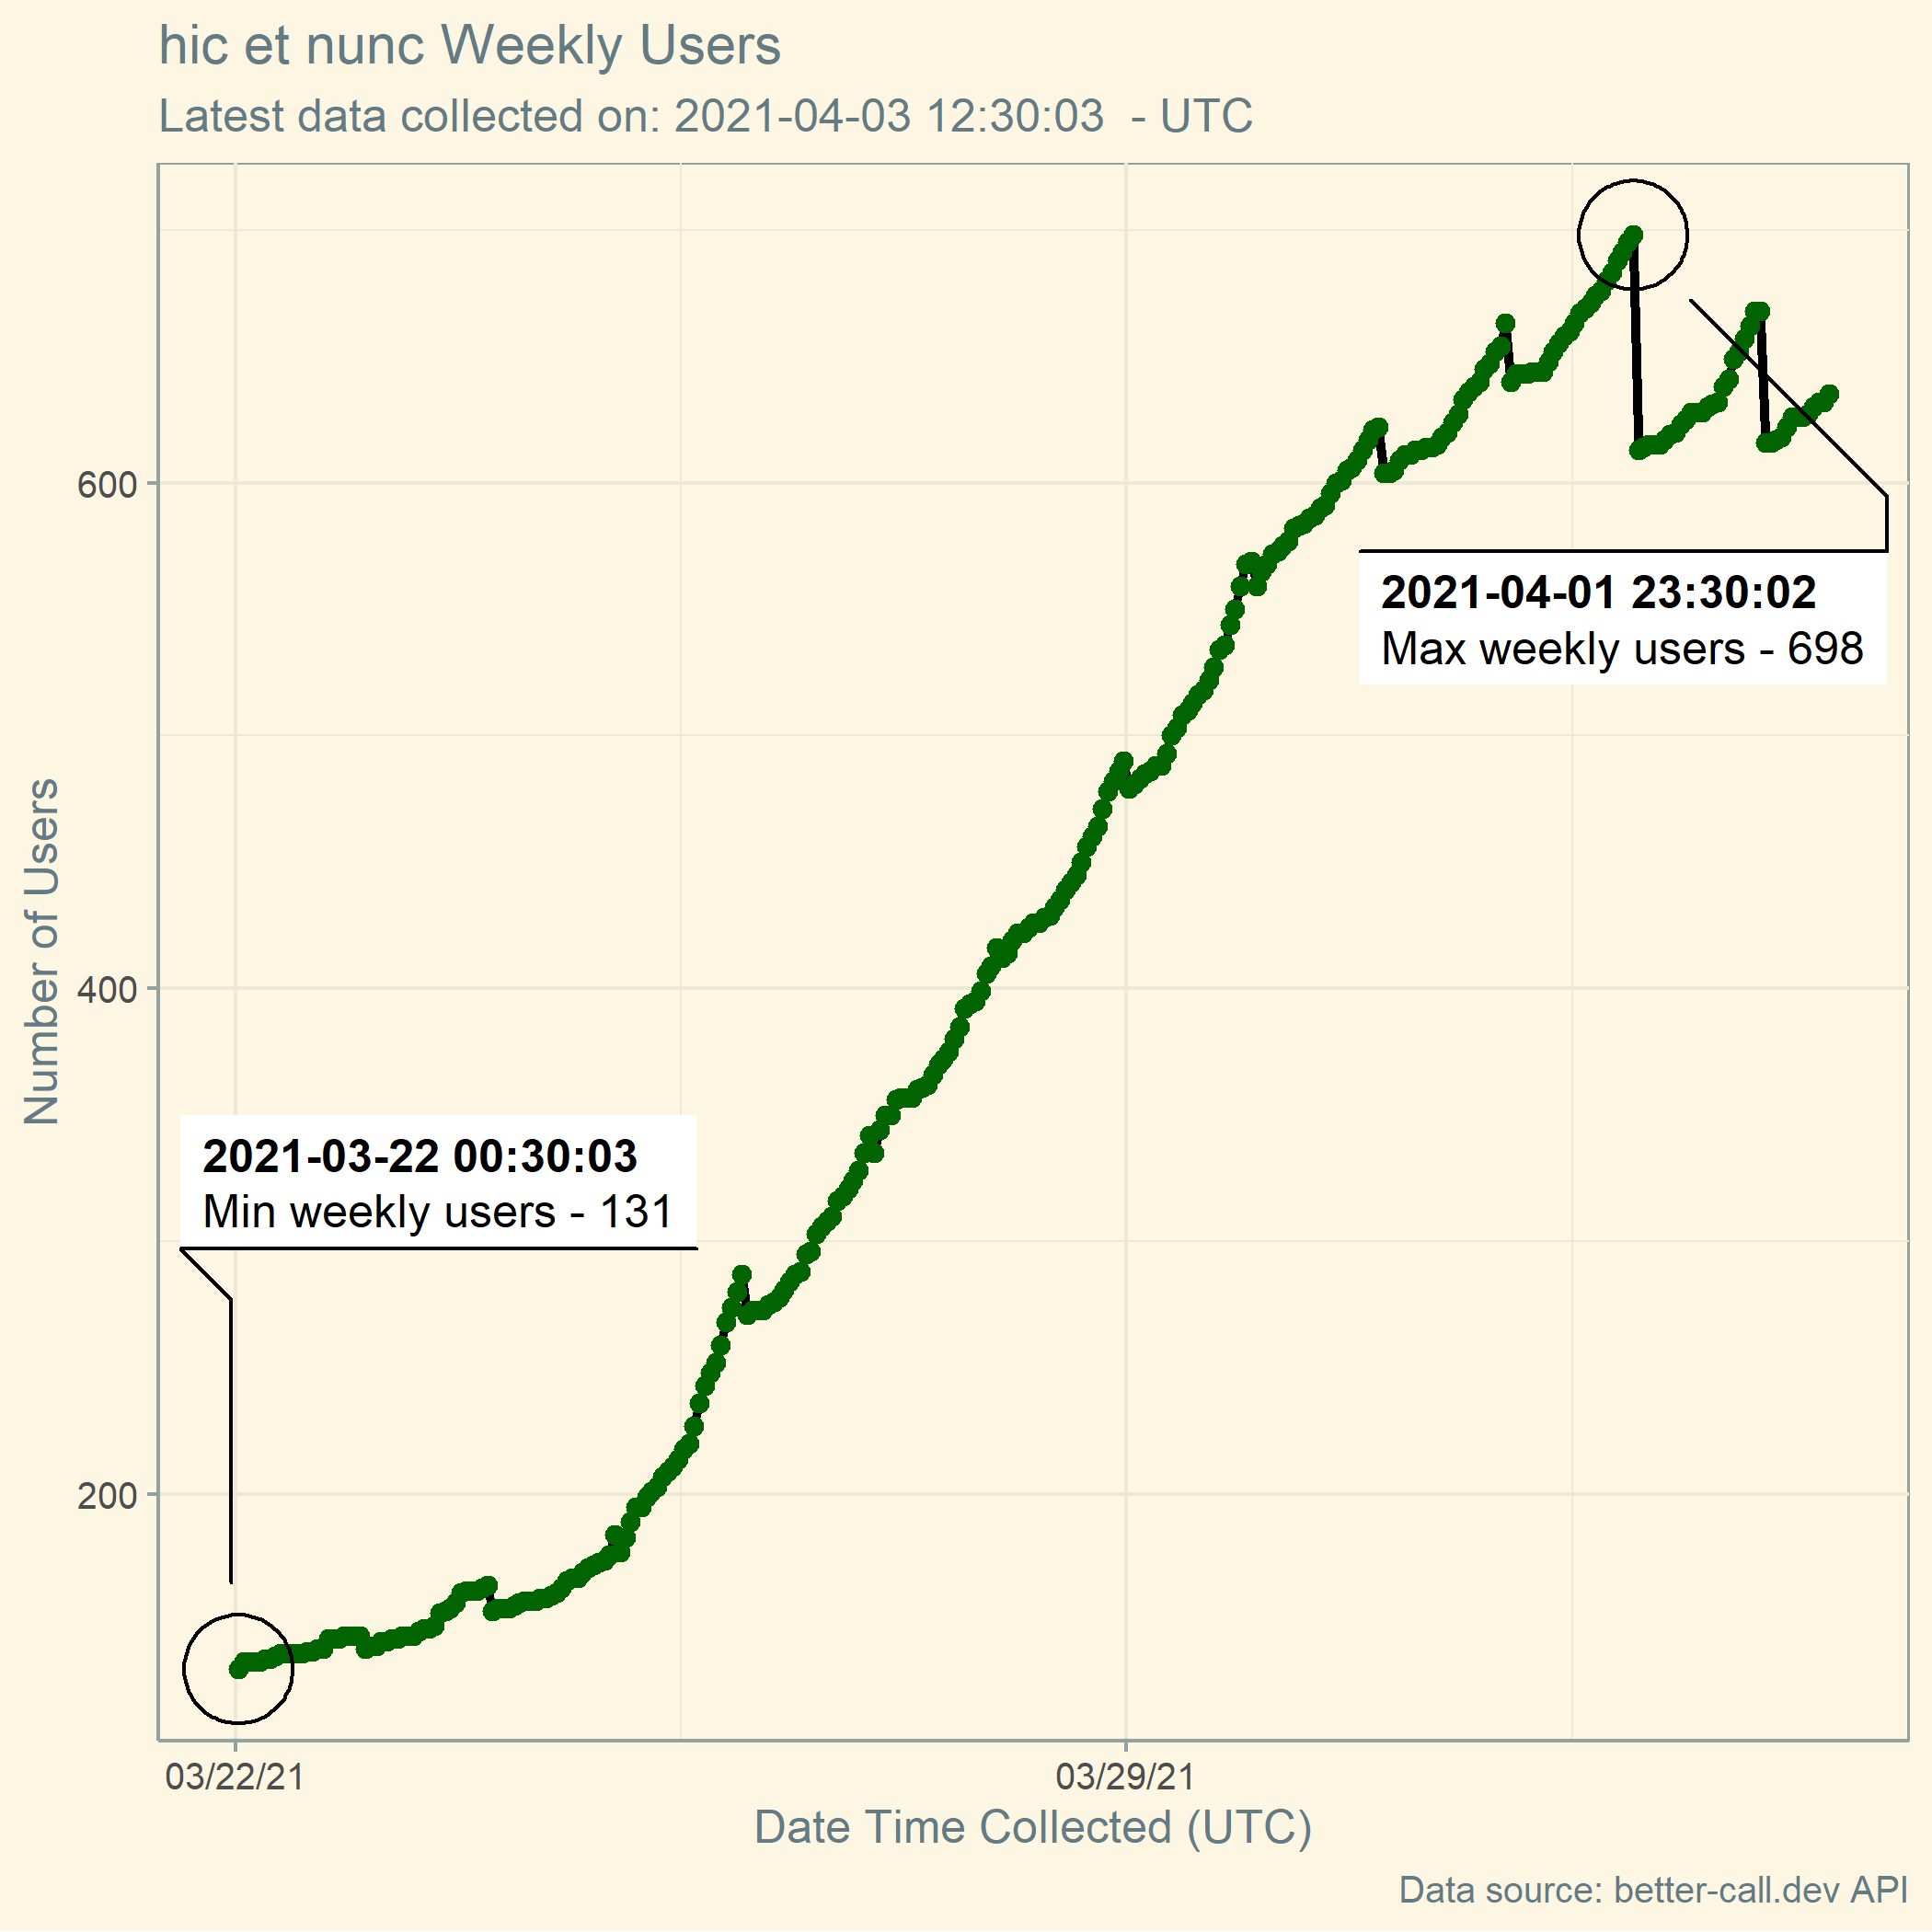 hic et nunc Weekly Users
Latest data collected on: 2021-04-03 12:30:03  - UTC
Number of Users
600
400
200
2021-04-01 23:30:02
Max weekly users - 698
2021-03-22 00:30:03
Min weekly users - 131
03/22/21
03/29/21
Date Time Collected (UTC)
Data source: better-call.dev API